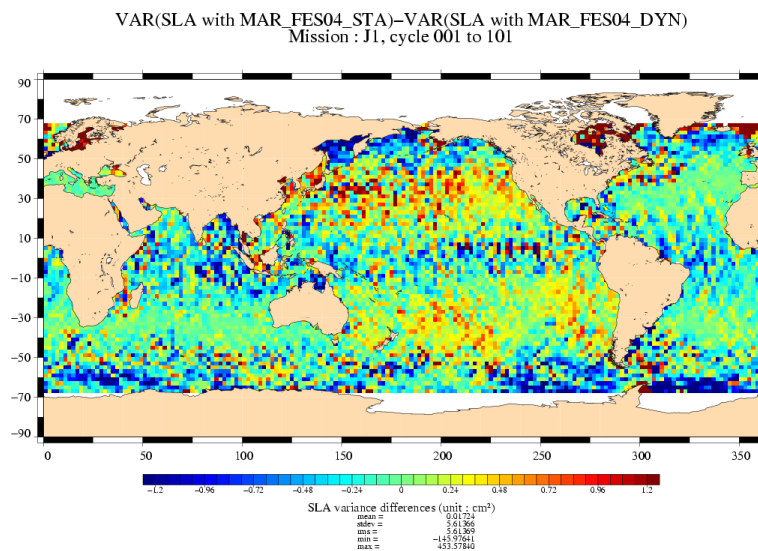 VAR(SLA with MAR_FES04_STA)−VAR(SLA with MAR_FES04_DYN)
Mission : J1, cycle 001 to 101
90
70
50
30
10
−10
−30
−50
−70
−90
0 50 100 150 200 250 300 350
−1.2 −0.96 −0.72 −0.48 −0.24 0 0.24 0.48 0.72 0.96 1.2
SLA variance differences (unit : cm²)
mean = 0.01724
stdev = 5.61366
rms = 5.61369
min = −145.97641
max = 453.57840